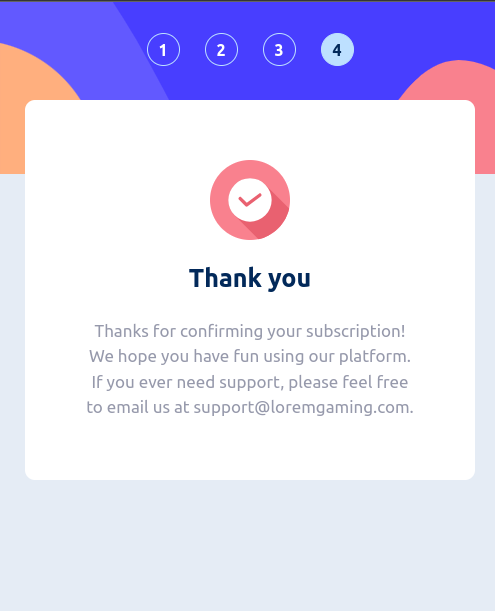 1 2 3 4
Thank you
Thanks for confirming your subscription!
We hope you have fun using our platform.
If you ever need support, please feel free
to email us at support@loremgaming.com.